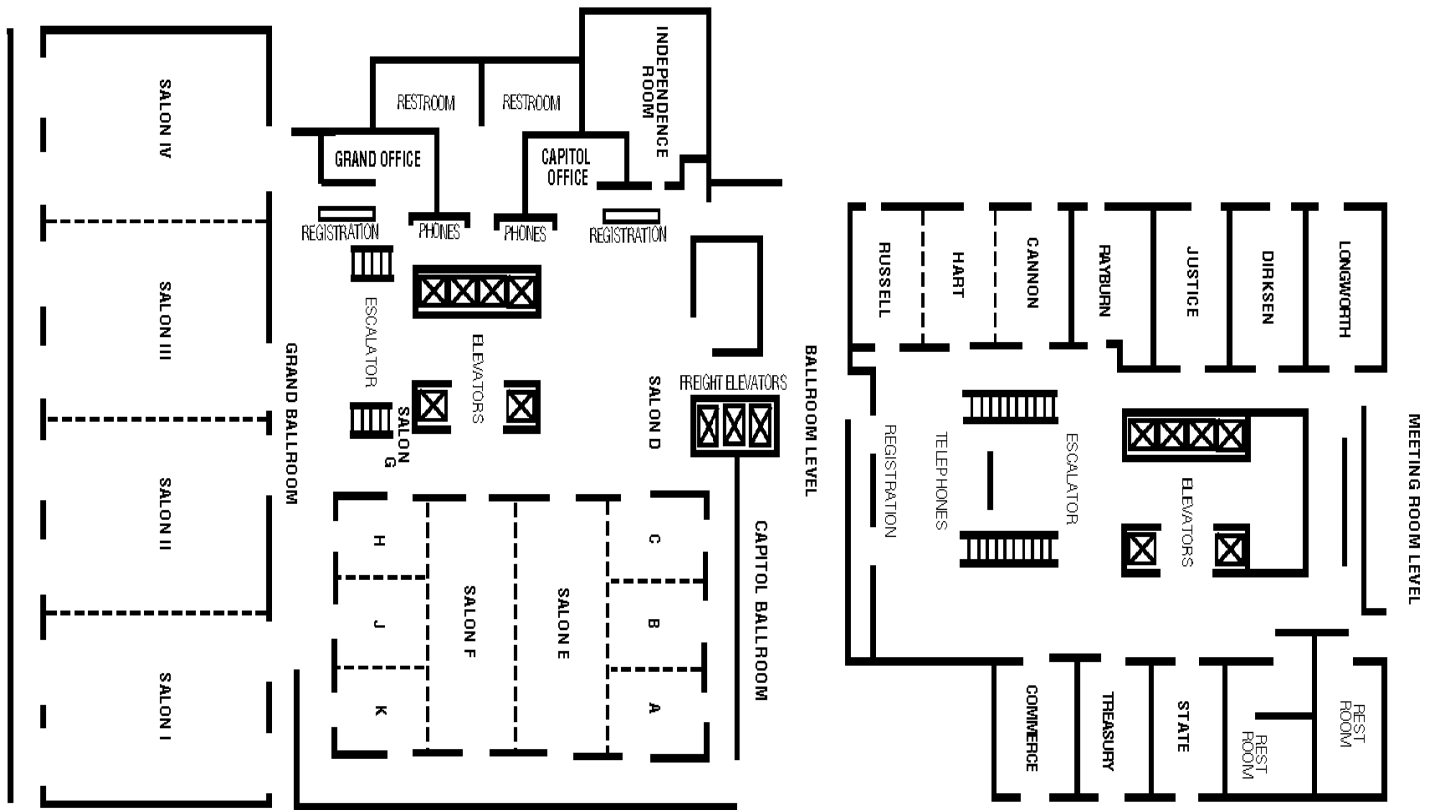 SALON IV
SALON III
SALON II
SALON I
GRAND BALLROOM
RESTROOM
RESTROOM
INDEPENDENCE
ROOM
GRAND OFFICE
CAPITOL
OFFICE
REGISTRATION
PHONES
PHONES
REGISTRATION
ESCALATOR
ELEVATORS
SALON
G
SALON D
FREIGHT ELEVATORS
H
J
K
SALON F
SALON E
C
B
A
CAPITOL BALLROOM
BALLROOM LEVEL
RUSSELL
HART
CANNON
RAYBURN
JUSTICE
DIRKSEN
LONGWORTH
REGISTRATION
TELEPHONES
ESCALATOR
ELEVATORS
COMMERCE
TREASURY
STATE
REST
ROOM
REST
ROOM
MEETING ROOM LEVEL